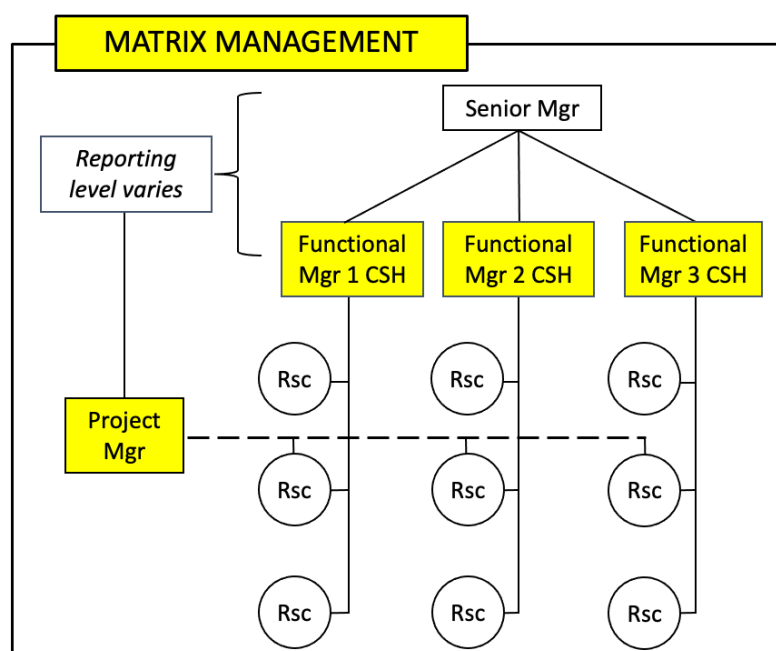 MATRIX MANAGEMENT
Senior Mgr
Reporting
level varies
Functional
Mgr 1 CSH
Functional
Mgr 2 CSH
Functional
Mgr 3 CSH
Rsc
Rsc
Rsc
Project
Mgr
Rsc
Rsc
Rsc
Rsc
Rsc
Rsc